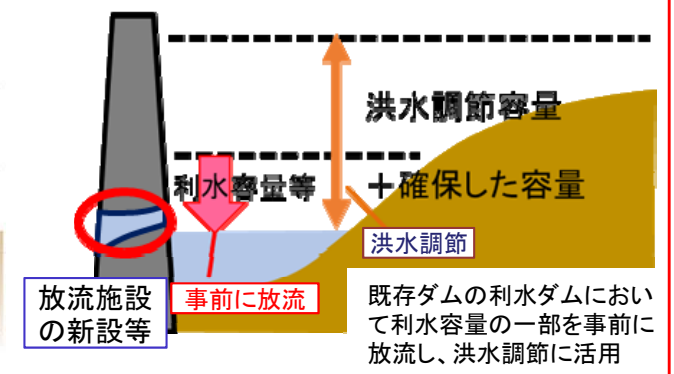 洪水調節容量
利水容量等
＋確保した容量
洪水調節
放流施設
の新設等
事前に放流
既存ダムの利水ダムにおい
て利水容量の一部を事前に
放流し、洪水調節に活用